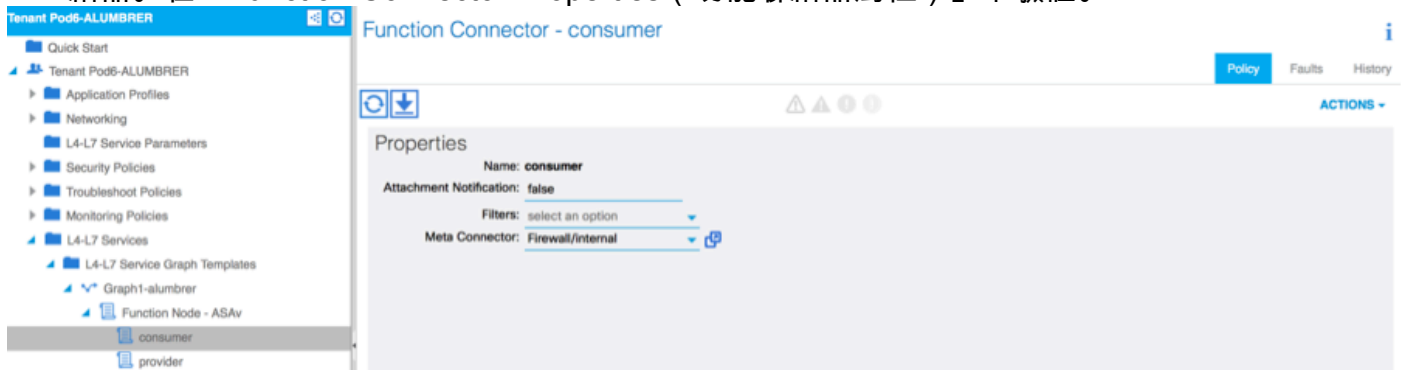 Tenant Pod6-ALUMBRER
Quick Start
Tenant Pod6-ALUMBRER
Application Profiles
Networking
L4-L7 Service Parameters
Security Policies
Troubleshoot Policies
Monitoring Policies
L4-L7 Services
L4-L7 Service Graph Templates
Graph1-alumbrer
Function Node - ASAv
consumer
provider
Function Connector - consumer
i
Policy Faults History
ACTIONS
Properties
Name: consumer
Attachment Notification: false
Filters: select an option
Meta Connector: Firewall/internal